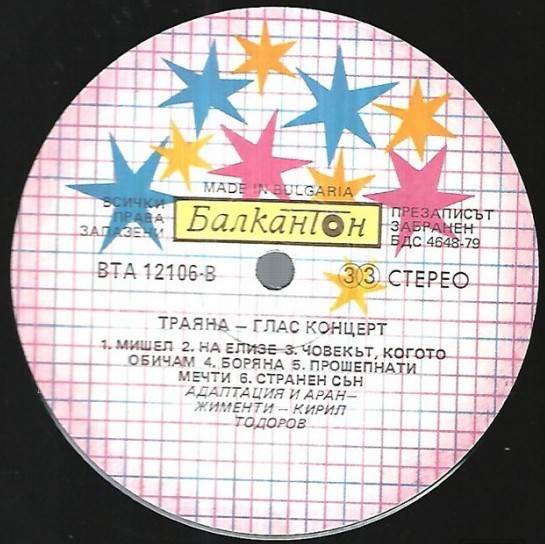 MADE IN BULGARIA
ВСИЧКИ
ПРАВА
ЗАПАЗЕНИ
Балкантон
ПРЕЗАПИСЪТ
ЗАБРАНЕН
БДС 4648-79
ВТА 12106-В
33 СТЕРЕО
ТРАЯНА – ГЛАС КОНЦЕРТ
1. МИШЕЛ 2. НА ЕЛИЗЕ 3. ЧОВЕКЪТ, КОГОТО
ОБИЧАМ 4. БОРЯНА 5. ПРОШЕПНАТИ
МЕЧТИ 6. СТРАНЕН СЪН
АДАПТАЦИЯ И АРАН–
ЖИМЕНТИ – КИРИЛ
ТОДОРОВ